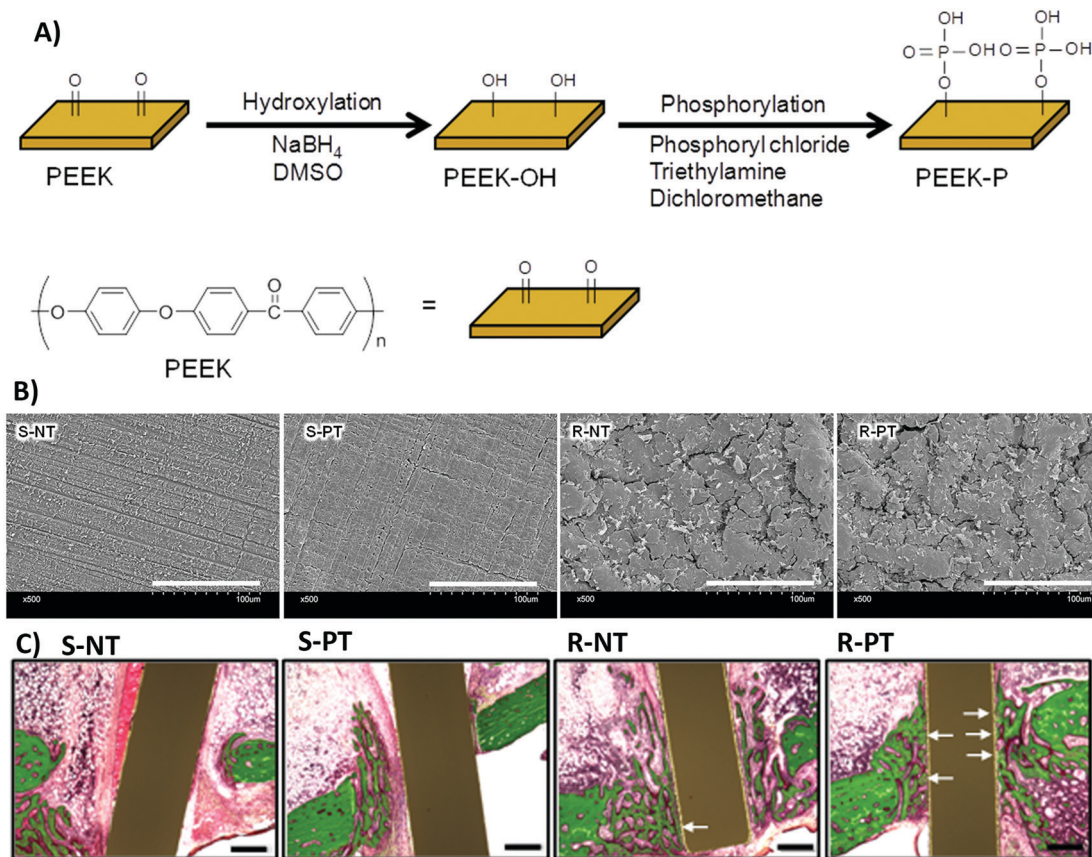 A)
O O
PEEK
Hydroxylation
NaBH4
DMSO
OH OH
PEEK-OH
Phosphorylation
Phosphoryl chloride
Triethylamine
Dichloromethane
OH OH
O=P-OH O=P-OH
O O
PEEK-P
O O C O n
PEEK
=
O O
B)
S-NT
x500 100um
S-PT
x500 100um
R-NT
x500 100um
R-PT
x500 100um
C) S-NT S-PT R-NT R-PT